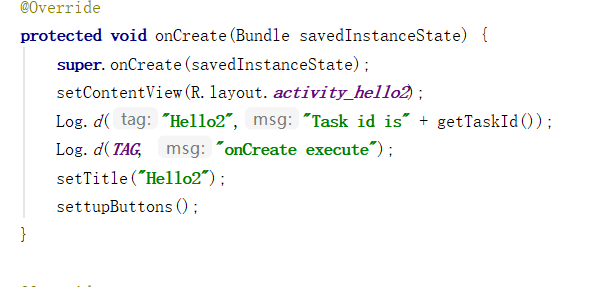 @Override
protected void onCreate(Bundle savedInstanceState) {
super.onCreate(savedInstanceState);
setContentView(R.layout.activity_hello2);
Log.d( tag: "Hello2", msg: "Task id is" + getTaskId());
Log.d(TAG, msg: "onCreate execute");
setTitle("Hello2");
settupButtons();
}